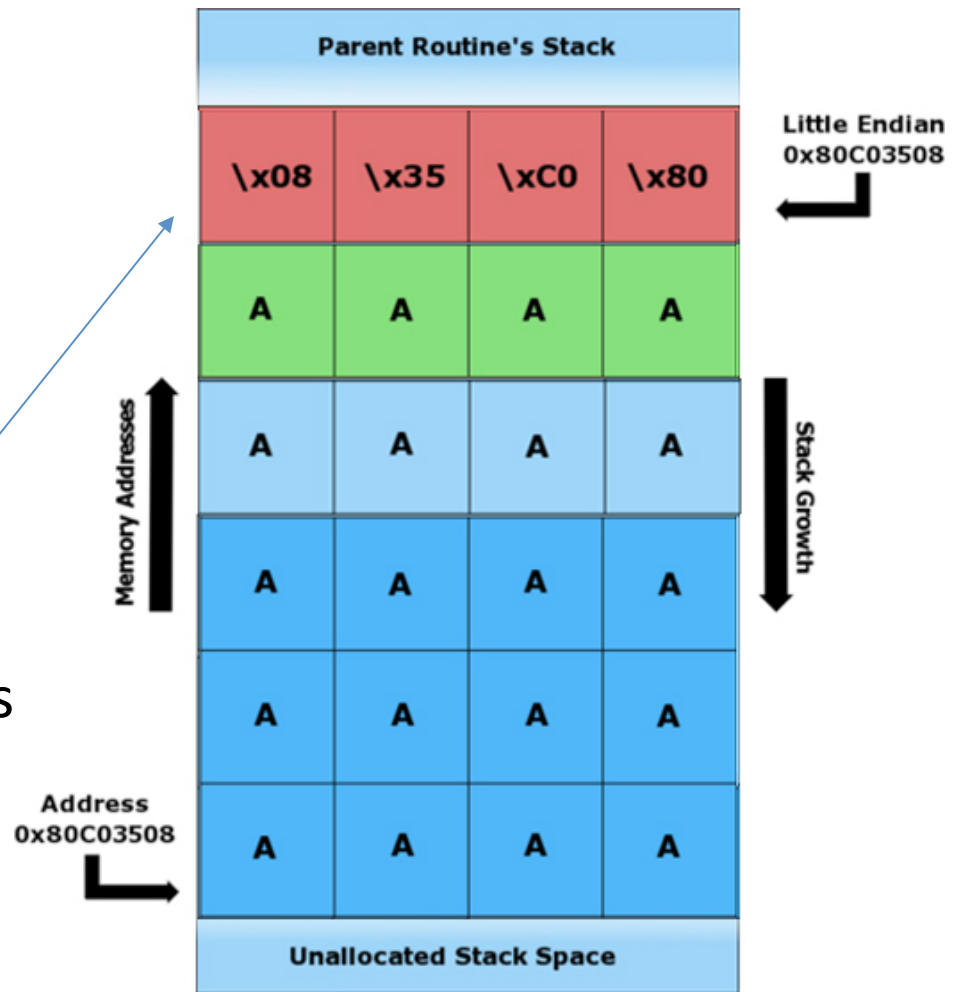 Parent Routine's Stack
Little Endian
0x80C03508
\x08 \x35 \xC0 \x80
A A A A
Memory Addresses
A A A A
Stack Growth
A A A A
s
A A A A
Address
0x80C03508
A A A A
Unallocated Stack Space